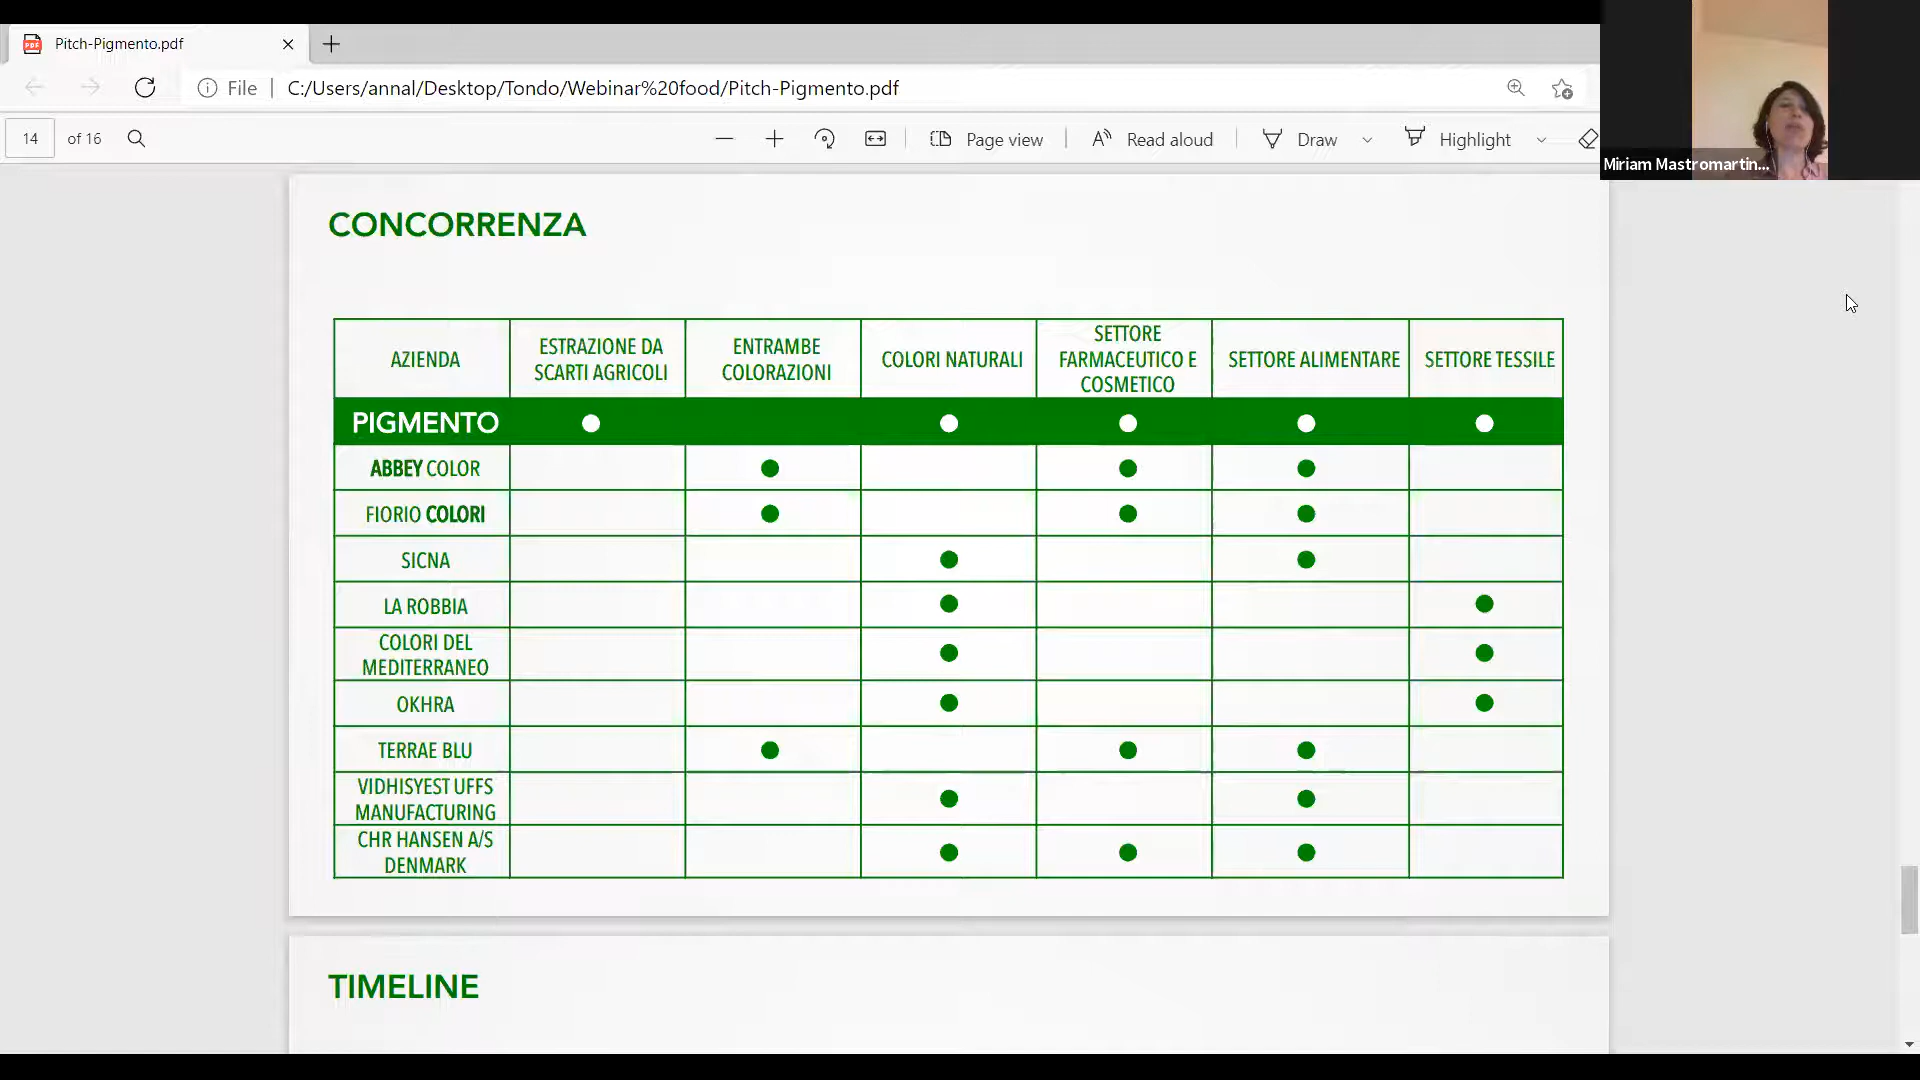 Pitch-Pigmento.pdf
File | C:/Users/annal/Desktop/Tondo/Webinar%20food/Pitch-Pigmento.pdf
14 of 16
Page view
Read aloud
Draw
Highlight
Miriam Mastromartin...
CONCORRENZA
AZIENDA
ESTRAZIONE DA
SCARTI AGRICOLI
ENTRAMBE
COLORAZIONI
COLORI NATURALI
SETTORE
FARMACEUTICO E
COSMETICO
SETTORE ALIMENTARE
SETTORE TESSILE
PIGMENTO
ABBEY COLOR
FIORIO COLORI
SICNA
LA ROBBIA
COLORI DEL
MEDITERRANEO
OKHRA
TERRAE BLU
VIDHISYEST UFFS
MANUFACTURING
CHR HANSEN A/S
DENMARK
TIMELINE